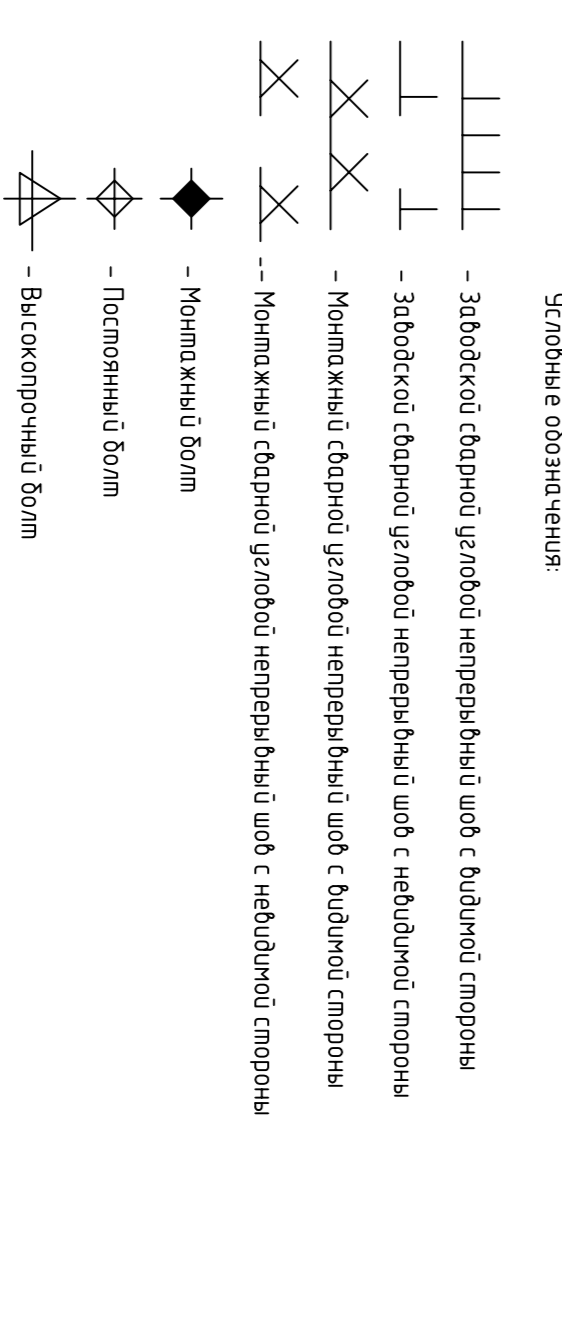 Условные обозначения:
- Заводской сварной угловой непрерывный шов с видимой стороны
- Заводской сварной угловой непрерывный шов с невидимой стороны
- Монтажный сварной угловой непрерывный шов с видимой стороны
-- Монтажный сварной угловой непрерывный шов с невидимой стороны
- Монтажный болт
- Постоянный болт
- Высокопрочный болт